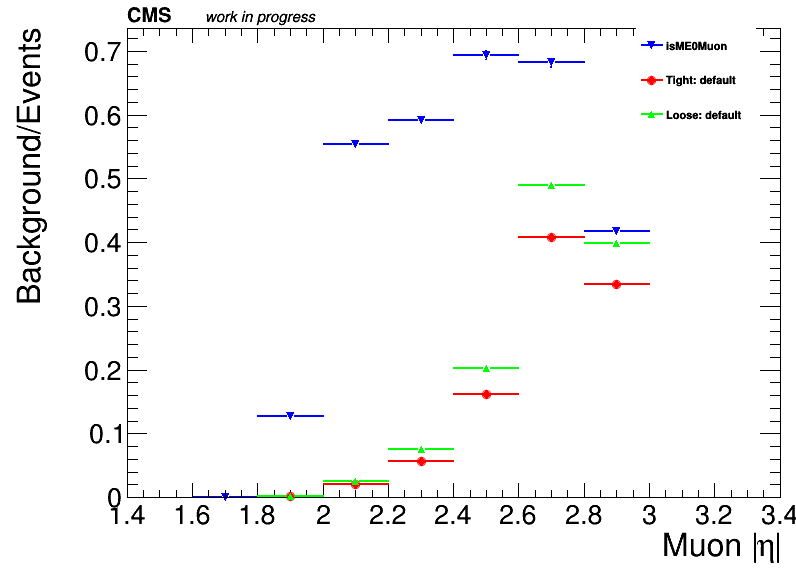 CMS work in progress
Background/Events
0.7
0.6
0.5
0.4
0.3
0.2
0.1
0
isME0Muon
Tight: default
Loose: default
1.4 1.6 1.8 2 2.2 2.4 2.6 2.8 3 3.2 3.4
Muon |η|